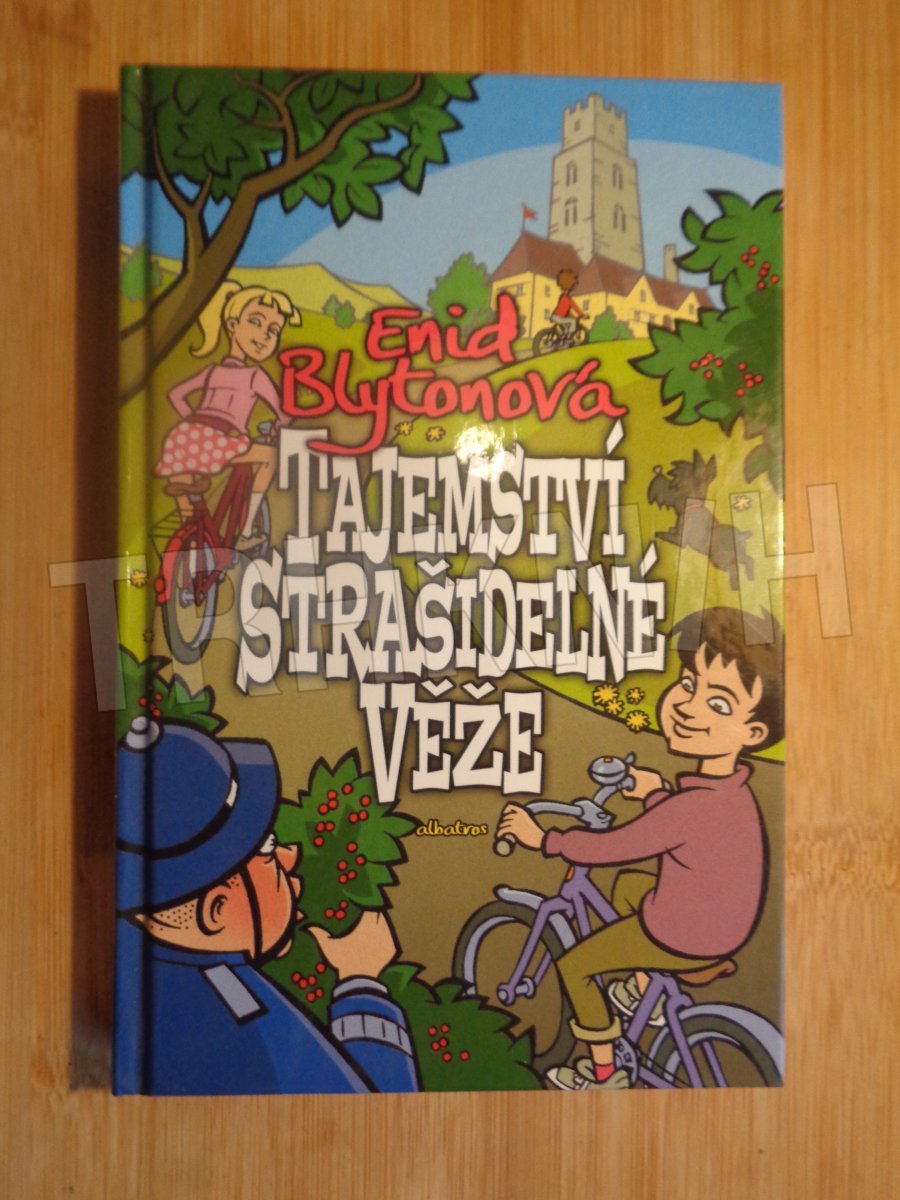 Enid
Blytonová
TAJEMSTVÍ
STRAŠIDELNÉ
VĚŽE
albatros